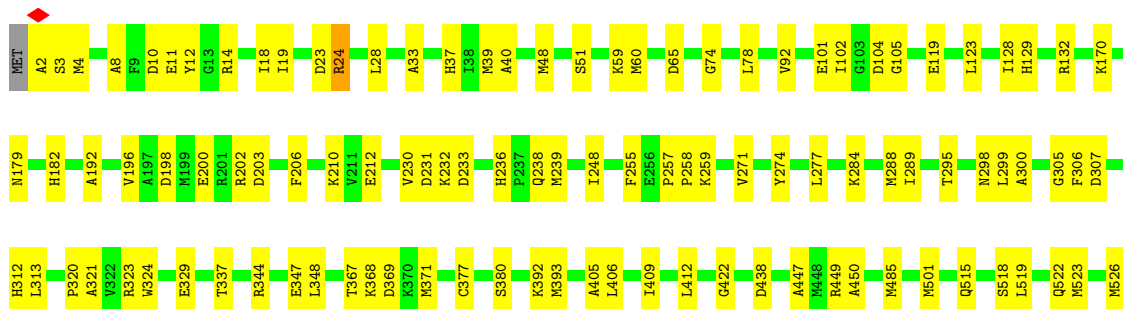 MET A2 S3 M4 A8 F9 D10 E11 Y12 G13 R14 I18 I19 D23 R24 L28 A33 H37 I38 M39 A40 M48 S51 K59 M60 D65 G74 L78 V92 E101 I102 G103 D104 G105 E119 L123 I128 H129 R132 K170
N179 H182 A192 V196 A197 D198 M199 E200 R201 R202 D203 F206 K210 V211 E212 V230 D231 K232 D233 H236 P237 Q238 M239 I248 F255 E256 P257 P258 K259 V271 Y274 L277 K284 M288 I289 T295 N298 L299 A300 G305 F306 D307
H312 L313 P320 A321 V322 R323 W324 E329 T337 R344 E347 L348 T367 K368 D369 K370 M371 C377 S380 K392 M393 A405 L406 I409 L412 G422 D438 A447 M448 R449 A450 M485 M501 Q515 S518 L519 Q522 M523 M526